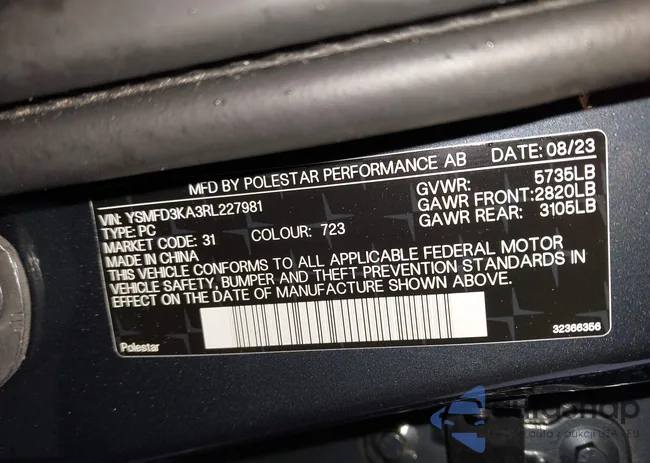 MFD BY POLESTAR PERFORMANCE AB DATE: 08/23
VIN: YSMFD3KA3RL227981 GVWR: 5735LB
TYPE: PC GAWR FRONT: 2820LB
MARKET CODE: 31 COLOUR: 723 GAWR REAR: 3105LB
MADE IN CHINA
THIS VEHICLE CONFORMS TO ALL APPLICABLE FEDERAL MOTOR
VEHICLE SAFETY, BUMPER AND THEFT PREVENTION STANDARDS IN
EFFECT ON THE DATE OF MANUFACTURE SHOWN ABOVE.
Polestar 32366356
auto z aukcji